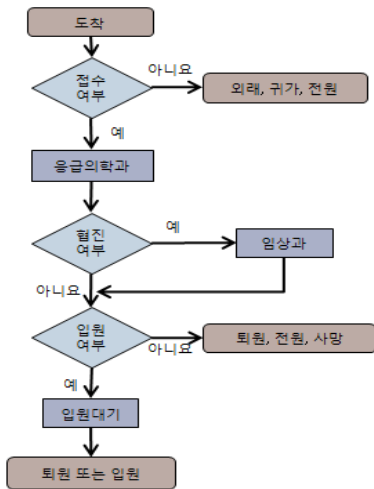 도착
접수
여부
아니요
외래, 귀가, 전원
예
응급의학과
협진
여부
예
임상과
아니요
입원
여부
아니요
퇴원, 전원, 사망
예
입원대기
퇴원 또는 입원